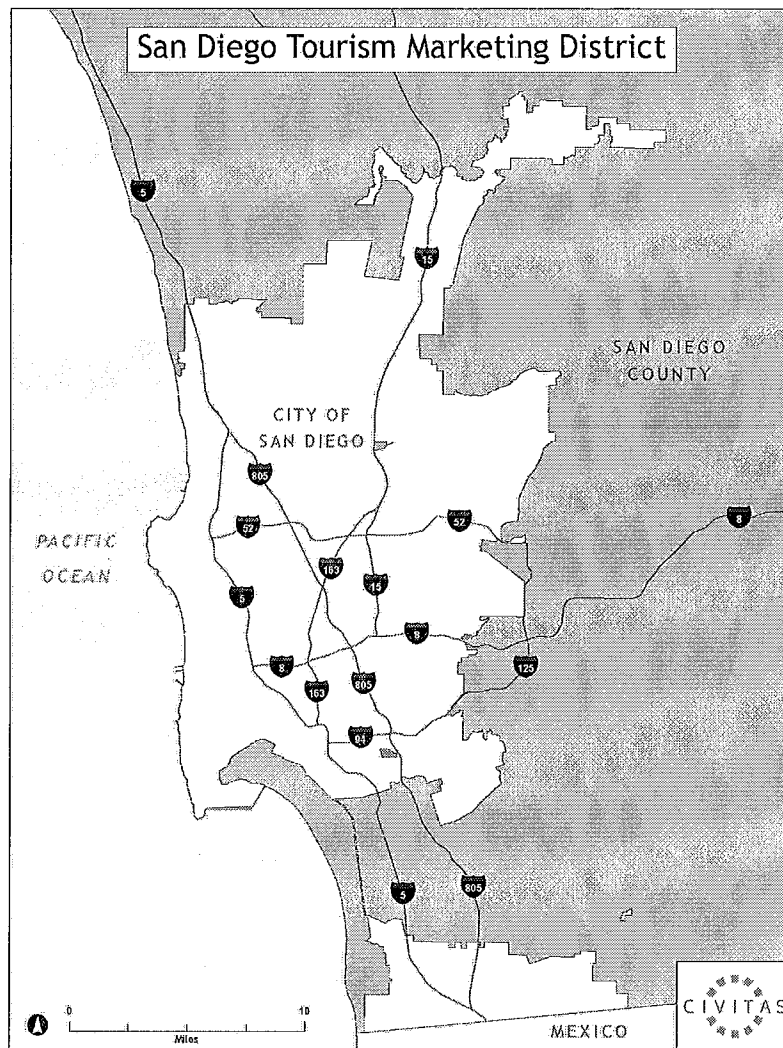 San Diego Tourism Marketing District
5
15
SAN DIEGO
COUNTY
CITY OF
SAN DIEGO
805
52
52
8
PACIFIC
OCEAN
163
5
15
8
8
125
163
805
94
5
805
0
10
Miles
MEXICO
CIVITAS